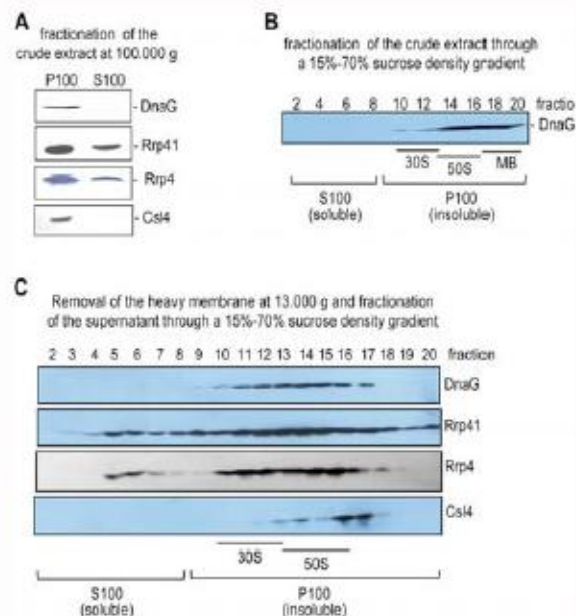 A
fractionation of the
crude extract at 100.000 g
P100 S100
DnaG
Rrp41
Rrp4
Csl4
B
fractionation of the crude extract through
a 15%-70% sucrose density gradient
2 4 6 8 10 12 14 16 18 20 fractio
DnaG
30S 50S MB
S100 P100
(soluble) (insoluble)
C
Removal of the heavy membrane at 13.000 g and fractionation
of the supernatant through a 15%-70% sucrose density gradient
2 3 4 5 6 7 8 9 10 11 12 13 14 15 16 17 18 19 20 fraction
DnaG
Rrp41
Rrp4
Csl4
30S 50S
S100 P100
(soluble) (insoluble)